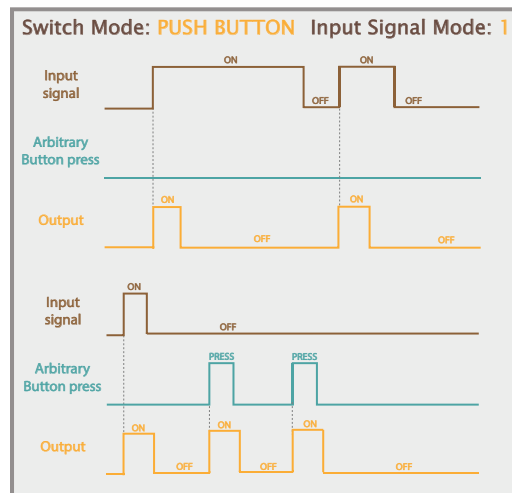 Switch Mode: PUSH BUTTON Input Signal Mode: 1
ON ON
Input
signal
OFF OFF
Arbitrary
Button press
ON ON
Output
OFF OFF
ON
Input
signal
OFF
PRESS PRESS
Arbitrary
Button press
ON ON ON
Output
OFF OFF OFF